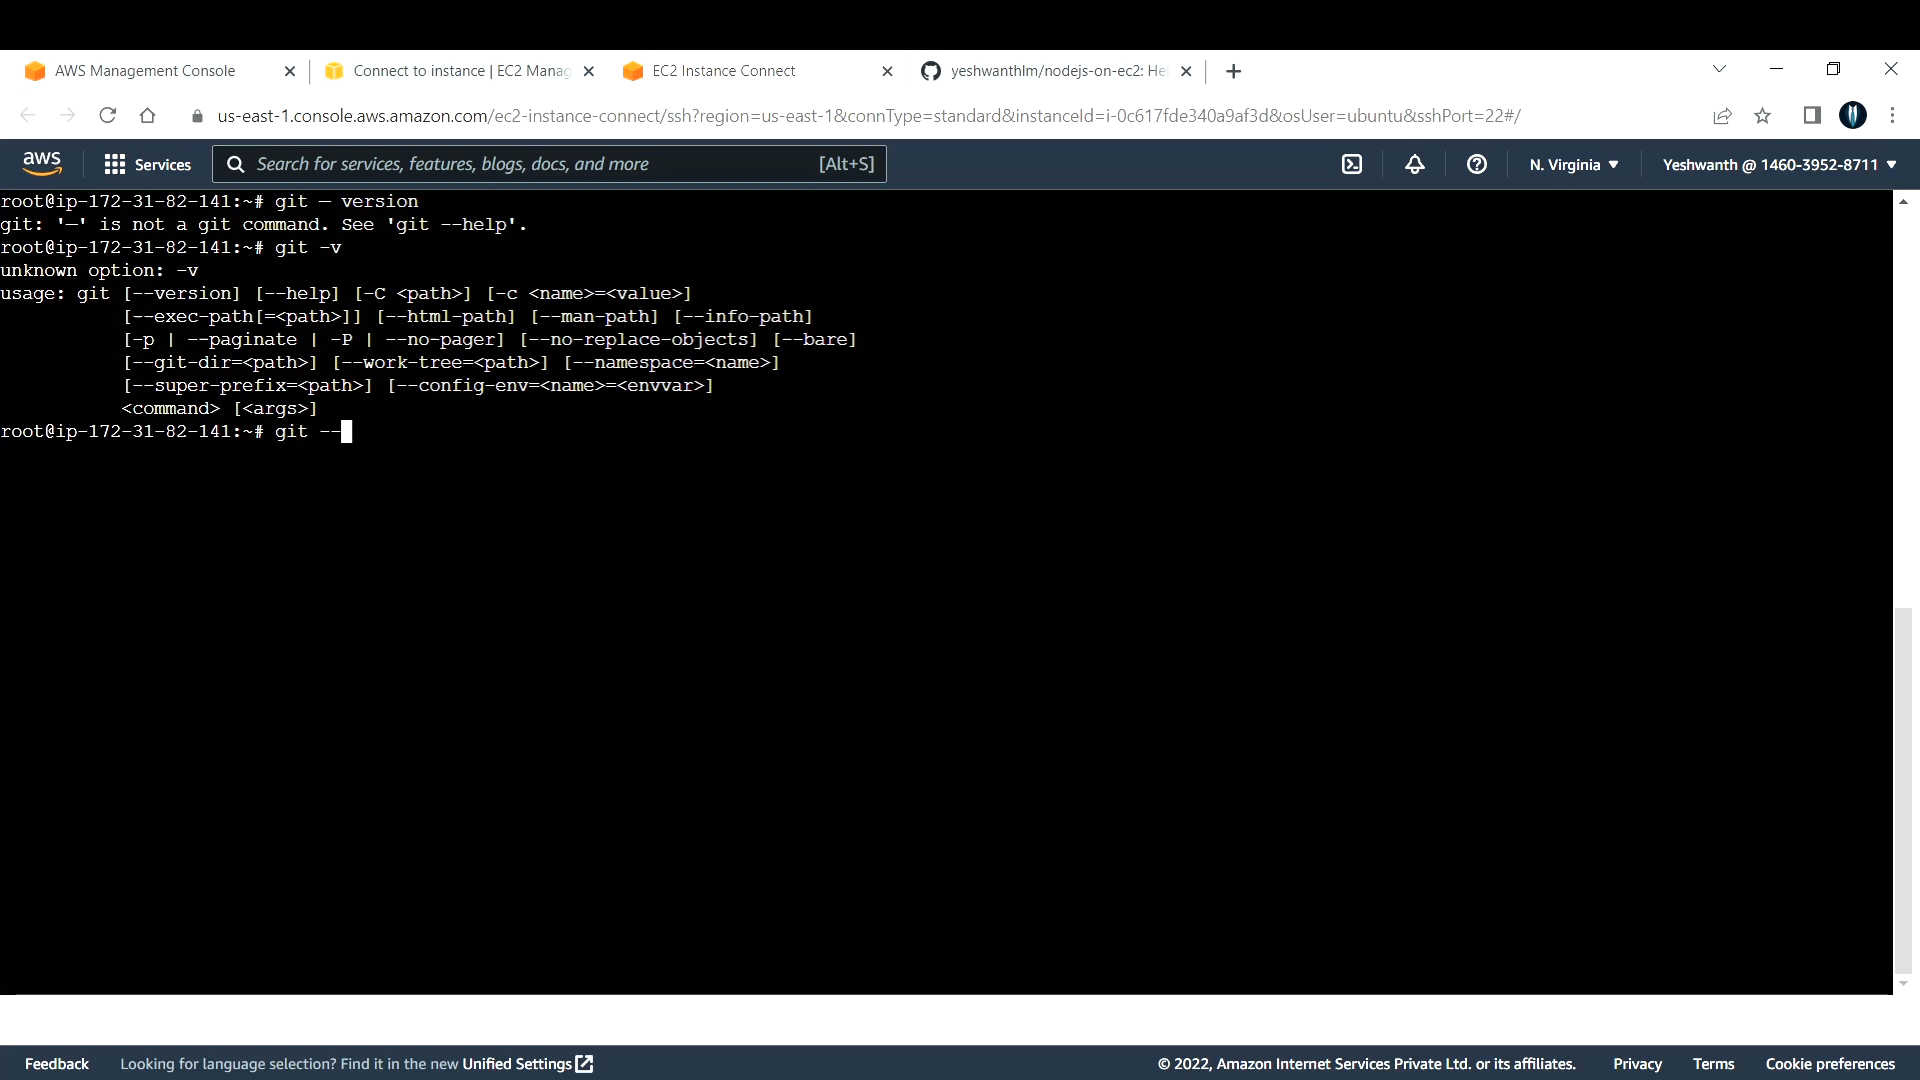 AWS Management Console
Connect to instance | EC2 Manag
EC2 Instance Connect
yeshwanthlm/nodejs-on-ec2: He
us-east-1.console.aws.amazon.com/ec2-instance-connect/ssh?region=us-east-1&connType=standard&instanceId=i-0c617fde340a9af3d&osUser=ubuntu&sshPort=22#/
aws
Services
Search for services, features, blogs, docs, and more
[Alt+S]
N. Virginia
Yeshwanth @ 1460-3952-8711
root@ip-172-31-82-141:~# git — version
git: '—' is not a git command. See 'git --help'.
root@ip-172-31-82-141:~# git -v
unknown option: -v
usage: git [--version] [--help] [-C <path>] [-c <name>=<value>]
[--exec-path[=<path>]] [--html-path] [--man-path] [--info-path]
[-p | --paginate | -P | --no-pager] [--no-replace-objects] [--bare]
[--git-dir=<path>] [--work-tree=<path>] [--namespace=<name>]
[--super-prefix=<path>] [--config-env=<name>=<envvar>]
<command> [<args>]
root@ip-172-31-82-141:~# git --
Feedback
Looking for language selection? Find it in the new Unified Settings
© 2022, Amazon Internet Services Private Ltd. or its affiliates.
Privacy
Terms
Cookie preferences